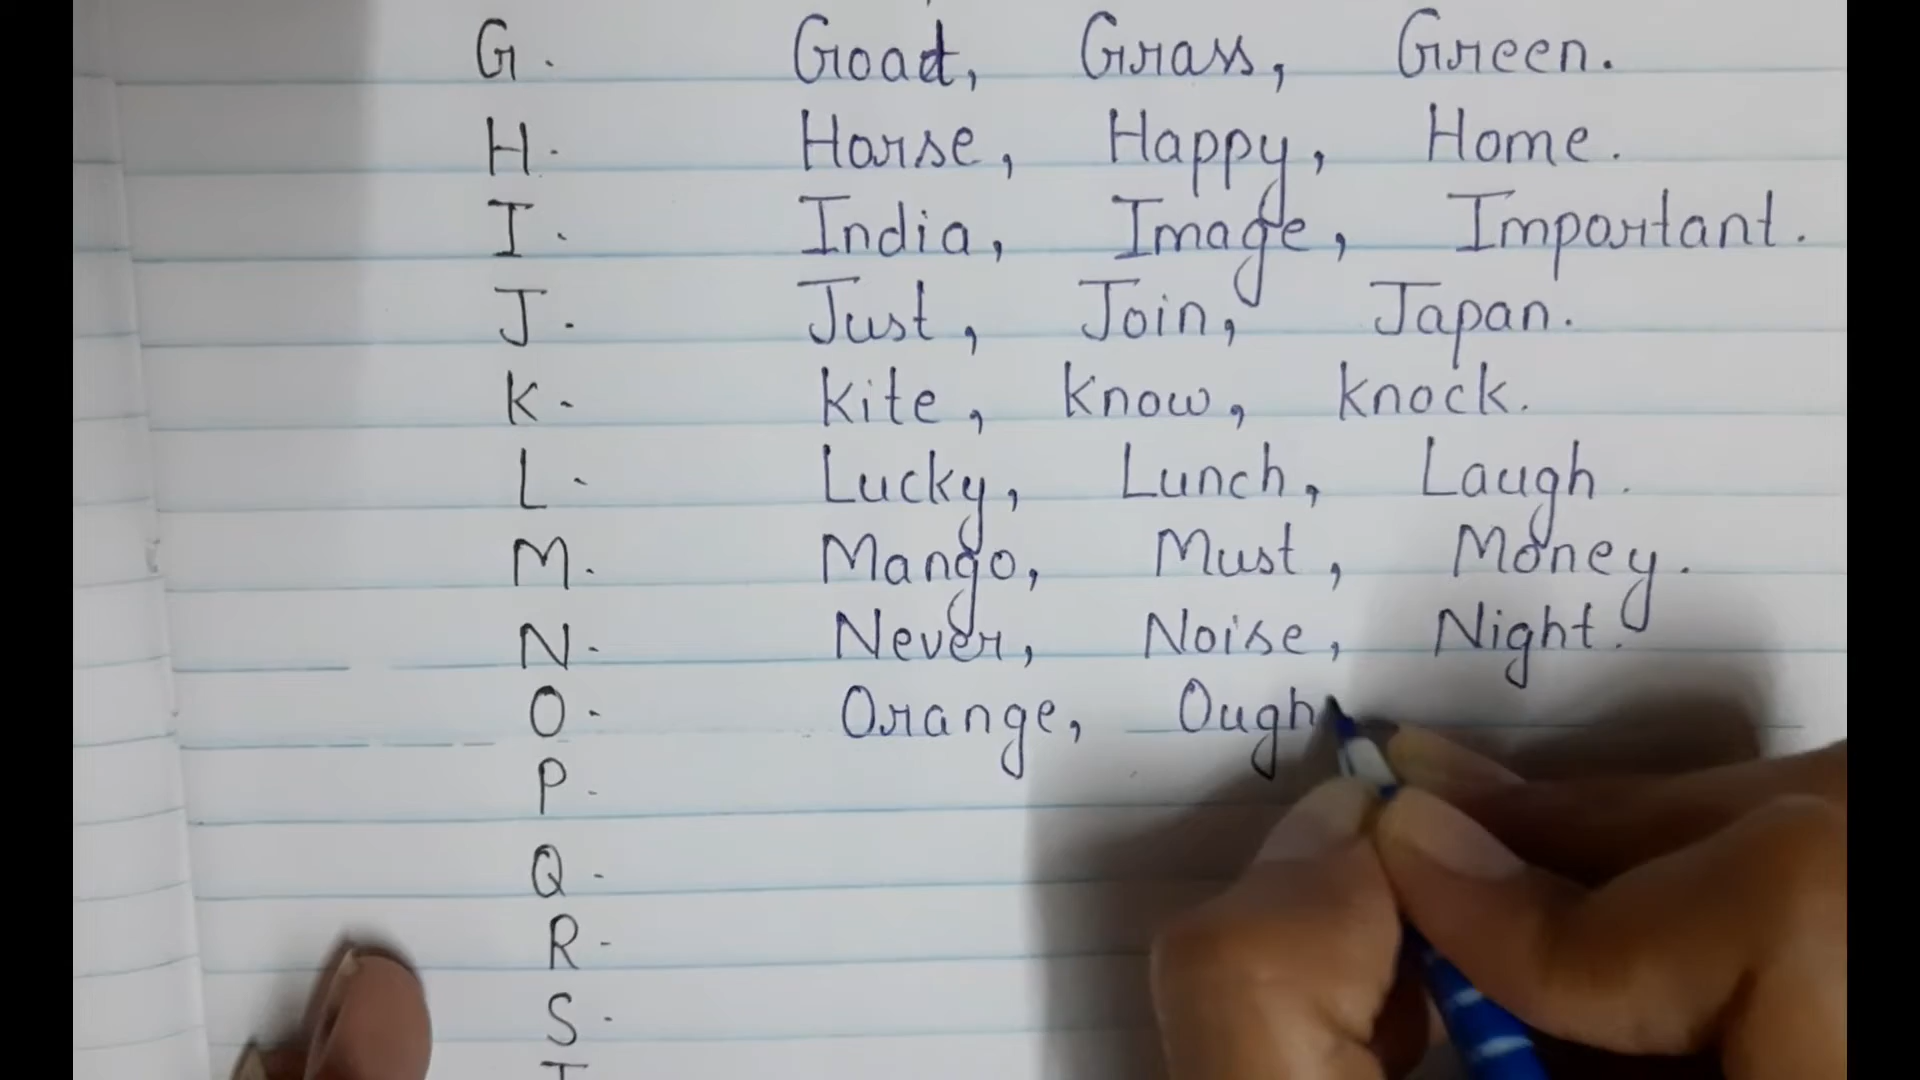 G. Goat, Grass, Green.
H. Horse, Happy, Home.
I. India, Image, Important.
J. Just, Join, Japan.
K. Kite, Know, Knock.
L. Lucky, Lunch, Laugh.
M. Mango, Must, Money.
N. Never, Noise, Night.
O. Orange, Ough
P.
Q.
R.
S.